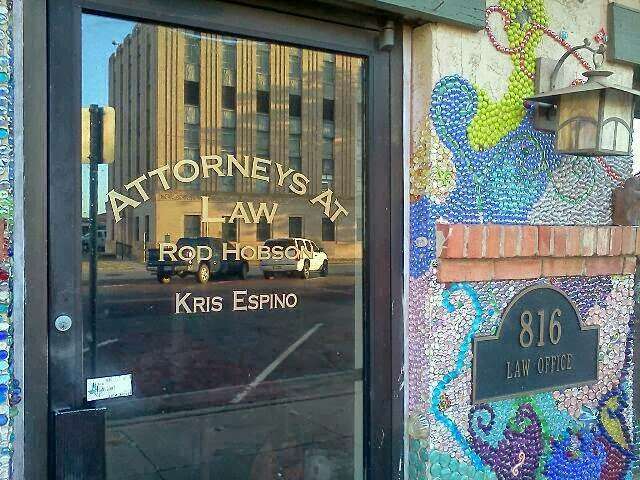 ATTORNEYS AT
LAW
ROD HOBSON
KRIS ESPINO
816
LAW OFFICE